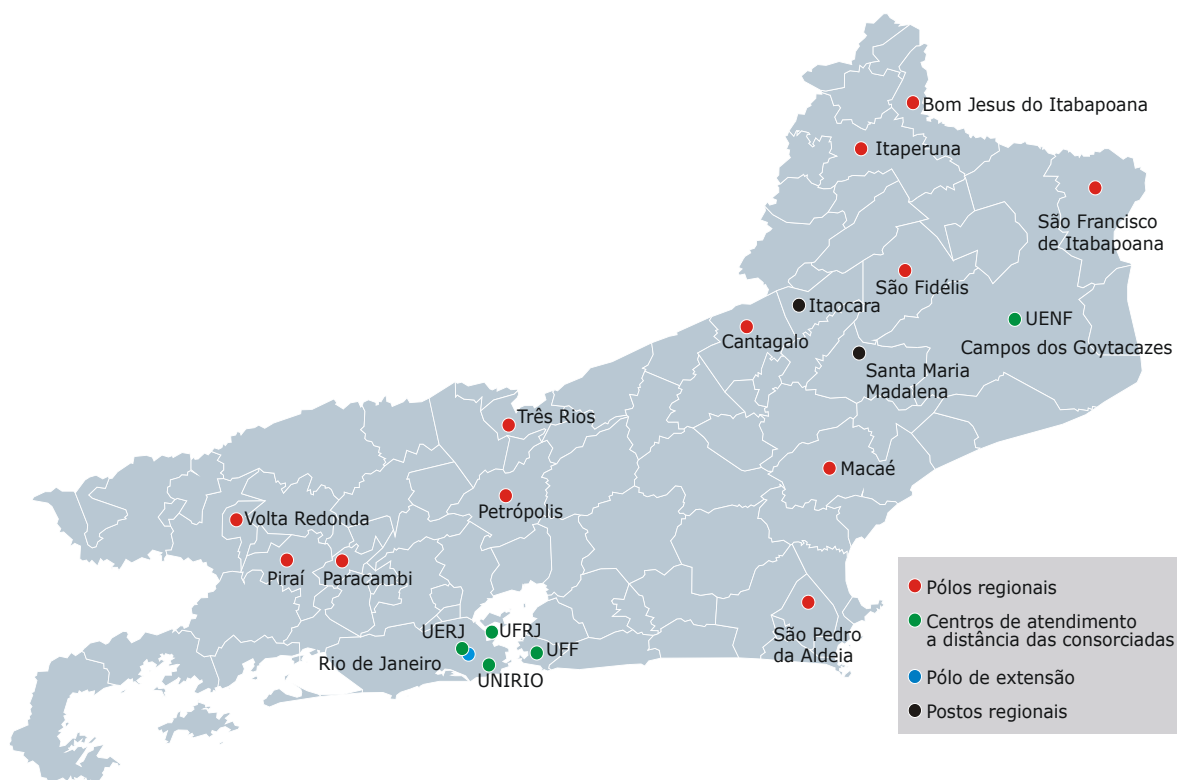 Bom Jesus do Itabapoana
Itaperuna
São Francisco
de Itabapoana
São Fidélis
Itaocara
UENF
Cantagalo
Campos dos Goytacazes
Santa Maria
Madalena
Três Rios
Macaé
Petrópolis
Volta Redonda
Piraí
Paracambi
UERJ
UFRJ
UFF
Rio de Janeiro
UNIRIO
São Pedro
da Aldeia
Pólos regionais
Centros de atendimento
a distância das consorciadas
Pólo de extensão
Postos regionais